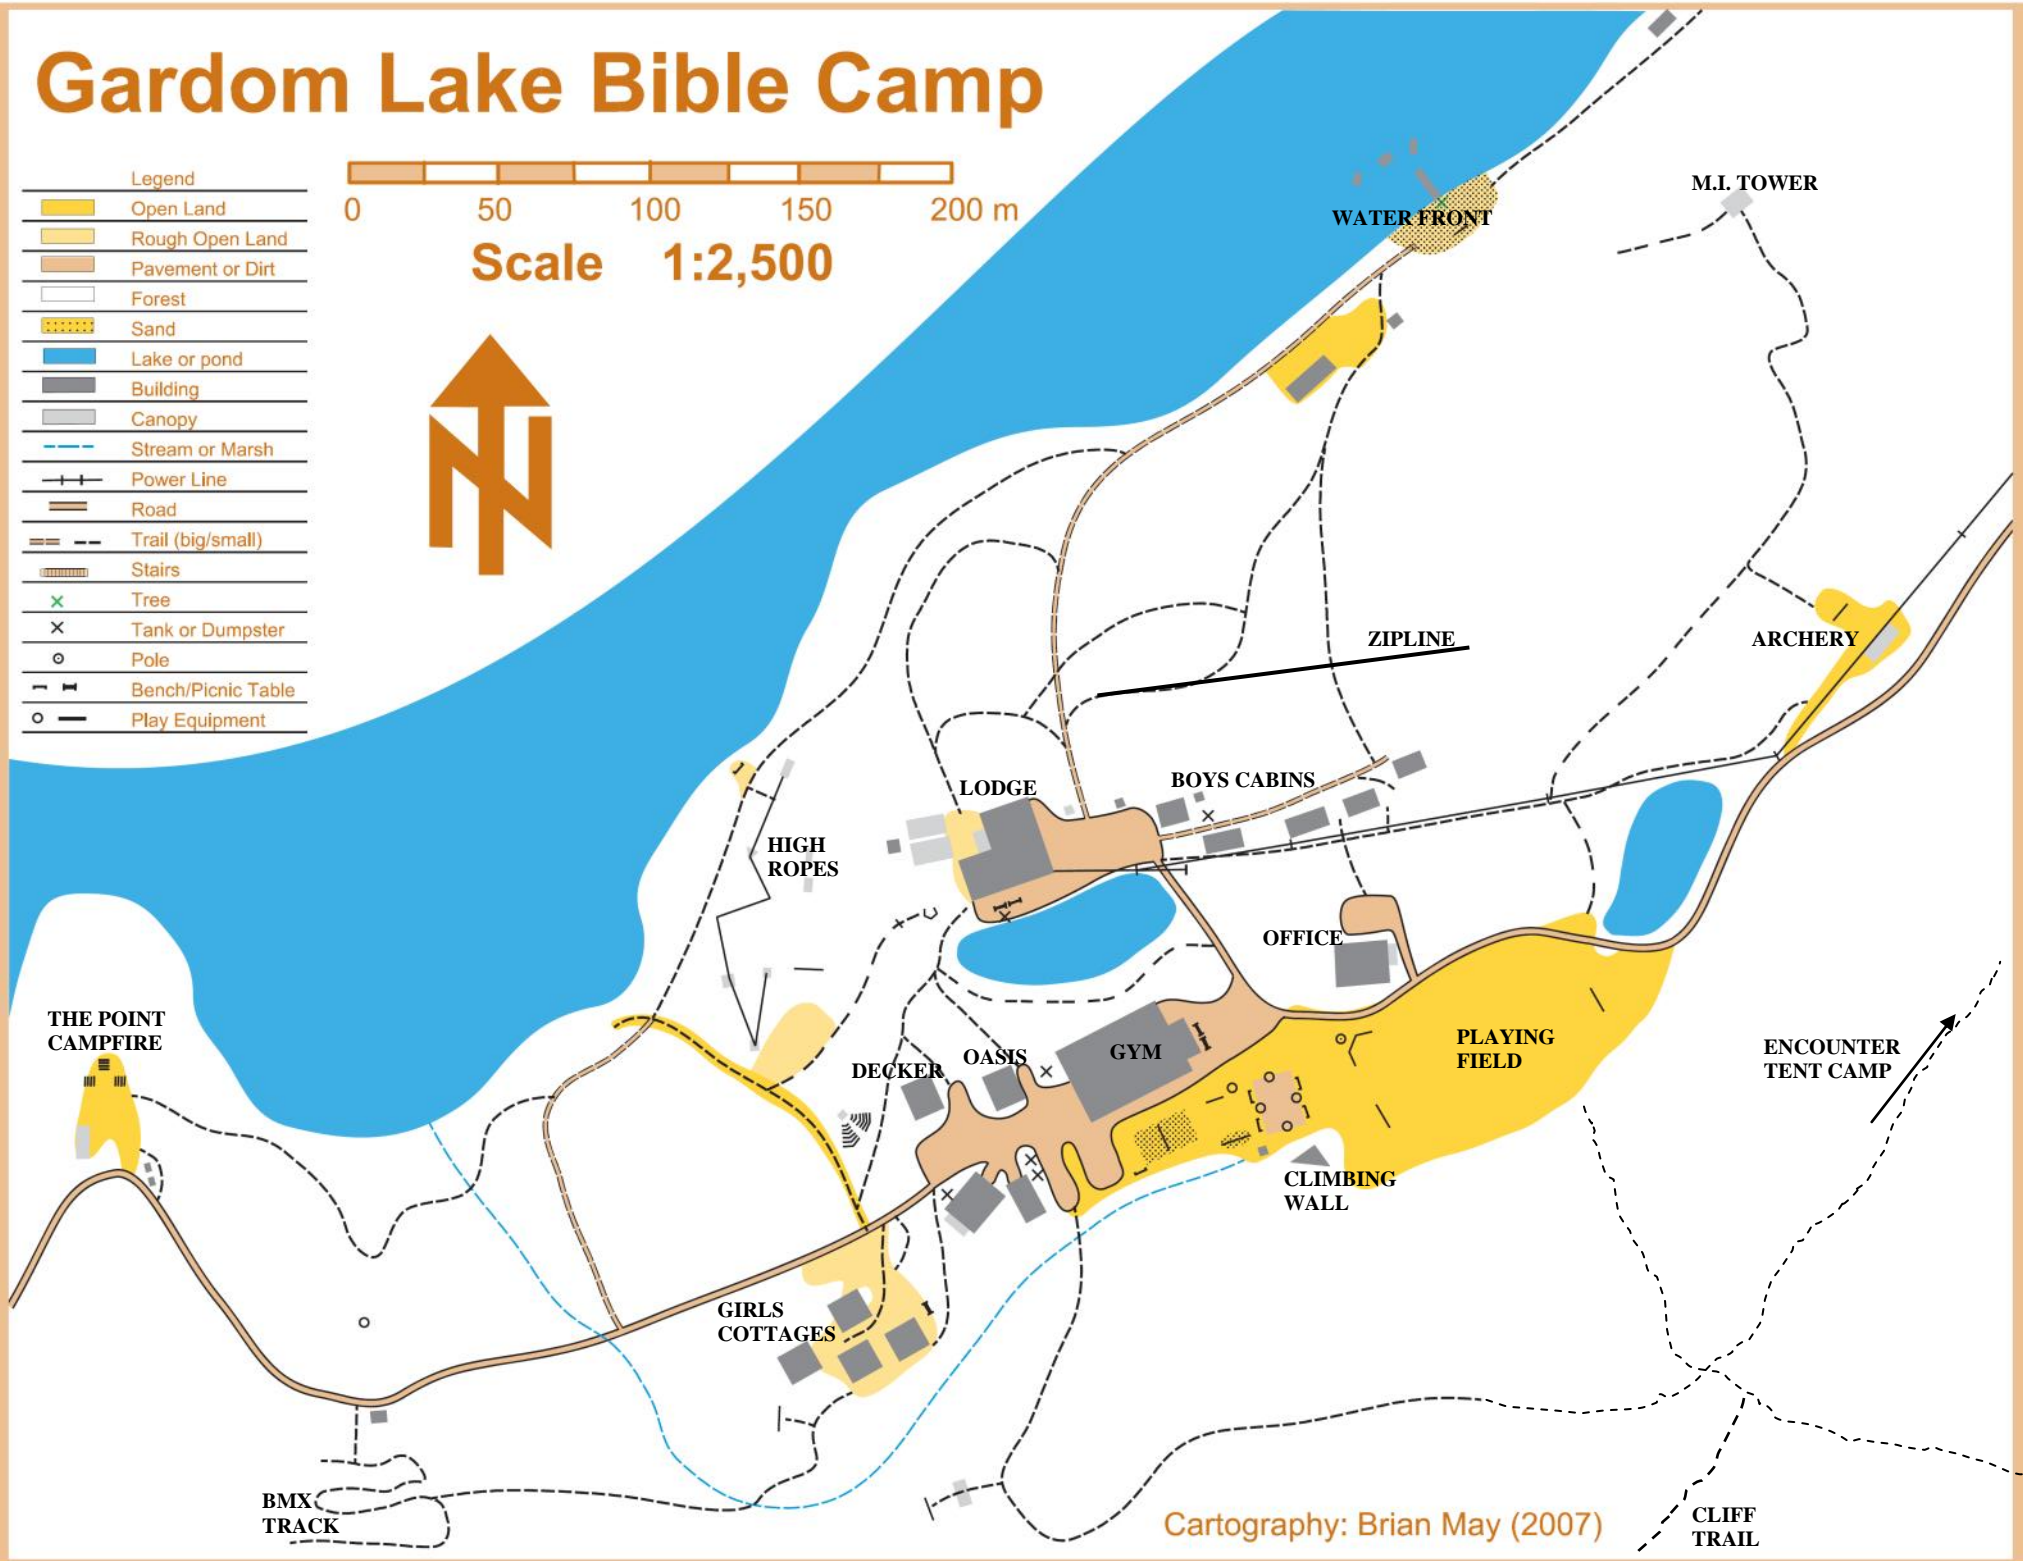 Gardom Lake Bible Camp
0 50 100 150 200 m
Scale 1:2,500
Legend
Open Land
Rough Open Land
Pavement or Dirt
Forest
Sand
Lake or pond
Building
Canopy
Stream or Marsh
Power Line
Road
Trail (big/small)
Stairs
Tree
Tank or Dumpster
Pole
Bench/Picnic Table
Play Equipment
N
M.I. TOWER
WATER FRONT
ZIPLINE
ARCHERY
LODGE
BOYS CABINS
HIGH
ROPES
OFFICE
THE POINT
CAMPFIRE
DECKER
OASIS
GYM
PLAYING
FIELD
ENCOUNTER
TENT CAMP
CLIMBING
WALL
GIRLS
COTTAGES
BMX
TRACK
CLIFF
TRAIL
Cartography: Brian May (2007)